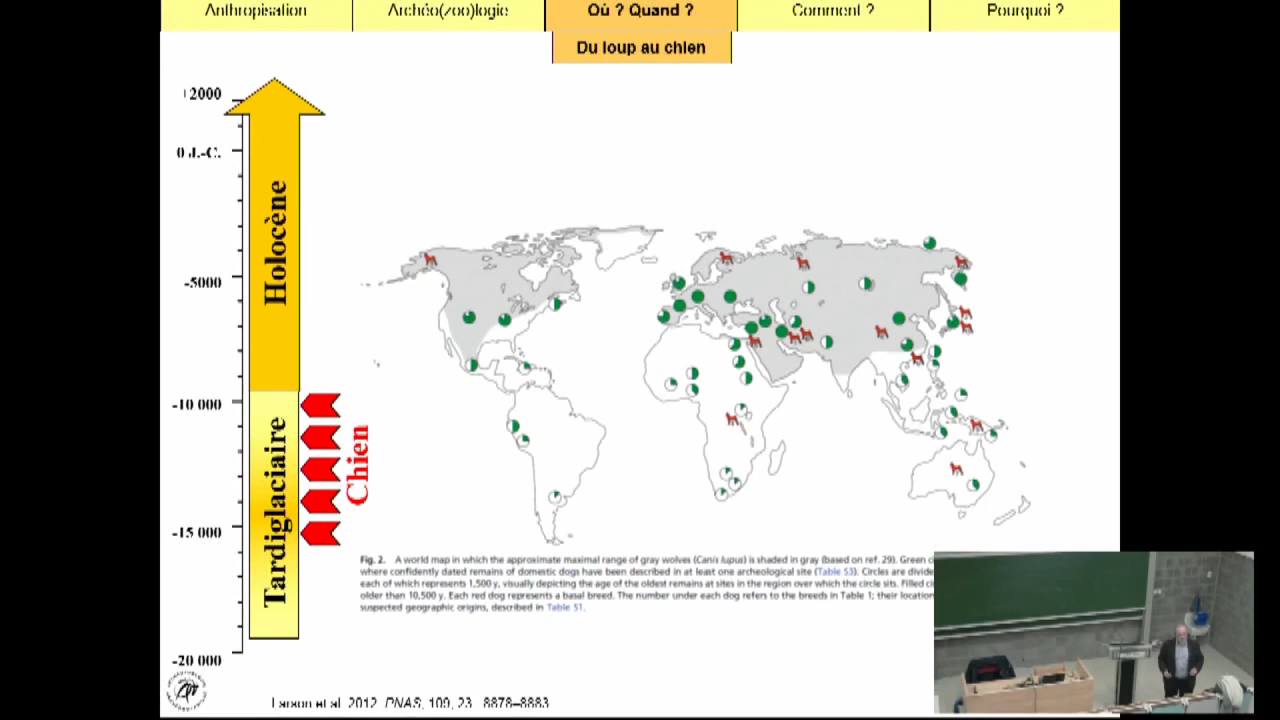 Anthropisation
Archéo(zoo)logie
Où ? Quand ?
Comment ?
Pourquoi ?
Du loup au chien
2000
0 J.-C.
-5000
-10 000
-15 000
-20 000
Holocène
Tardiglaciaire
Chien
Fig. 2. A world map in which the approximate maximal range of gray wolves (Canis lupus) is shaded in gray (based on ref. 29). Green ci
where confidently dated remains of domestic dogs have been described in at least one archeological site (Table S3). Circles are divide
each of which represents 1,500 y, visually depicting the age of the oldest remains at sites in the region over which the circle sits. Filled ci
older than 10,500 y. Each red dog represents a basal breed. The number under each dog refers to the breeds in Table 1; their location
suspected geographic origins, described in Table S1.
Larson et al. 2012. PNAS, 109, 23 8878–8883